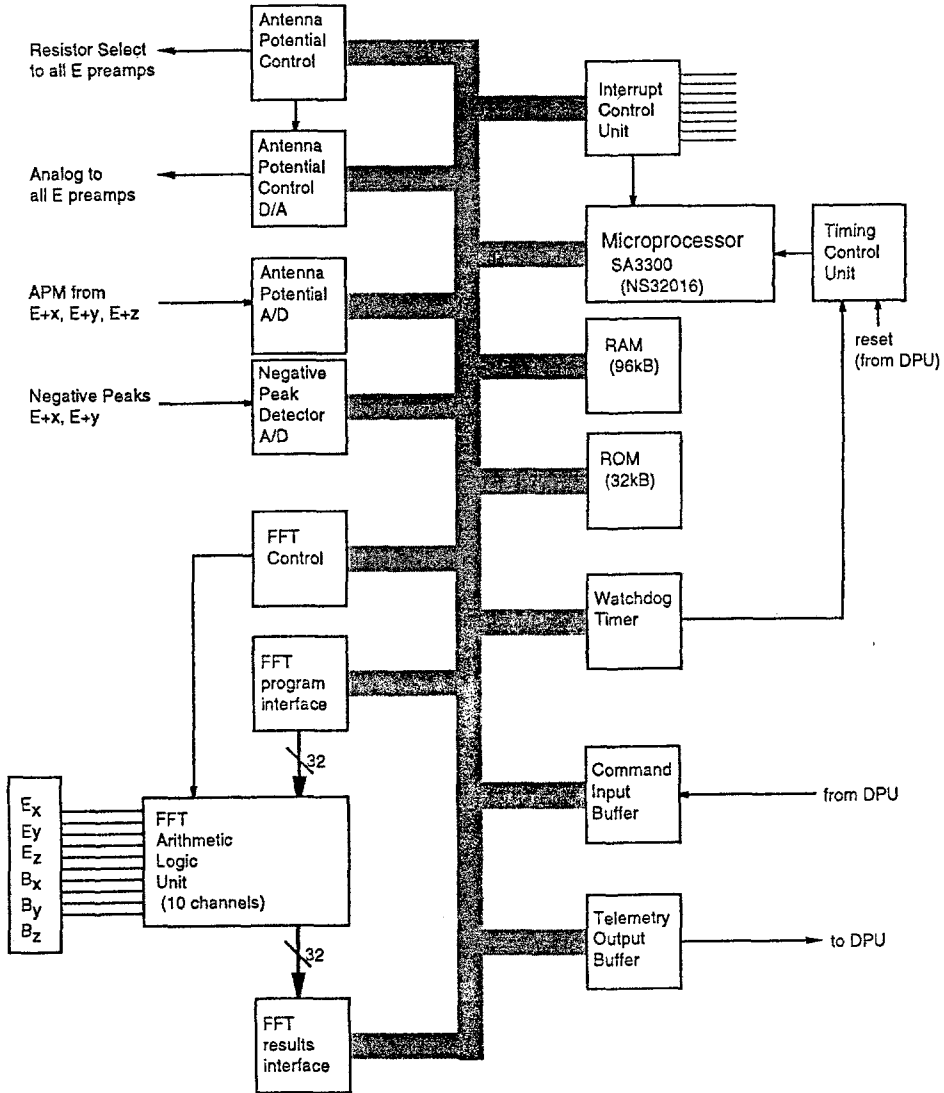 Resistor Select
to all E preamps
Antenna
Potential
Control
Analog to
all E preamps
Antenna
Potential
Control
D/A
APM from
E+x, E+y, E+z
Antenna
Potential
A/D
Negative Peaks
E+x, E+y
Negative
Peak
Detector
A/D
FFT
Control
FFT
program
interface
32
Ex
Ey
Ez
Bx
By
Bz
FFT
Arithmetic
Logic
Unit
(10 channels)
32
FFT
results
interface
Interrupt
Control
Unit
Microprocessor
SA3300
(NS32016)
Timing
Control
Unit
reset
(from DPU)
RAM
(96kB)
ROM
(32kB)
Watchdog
Timer
Command
Input
Buffer
from DPU
Telemetry
Output
Buffer
to DPU